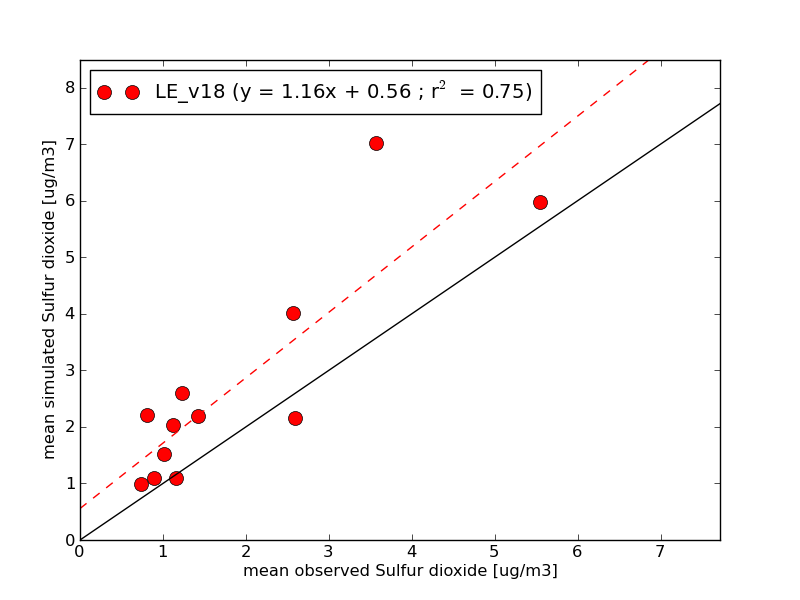 LE_v18 (y = 1.16x + 0.56 ; r² = 0.75)
8
7
6
5
4
3
2
1
0
mean simulated Sulfur dioxide [ug/m3]
0 1 2 3 4 5 6 7
mean observed Sulfur dioxide [ug/m3]